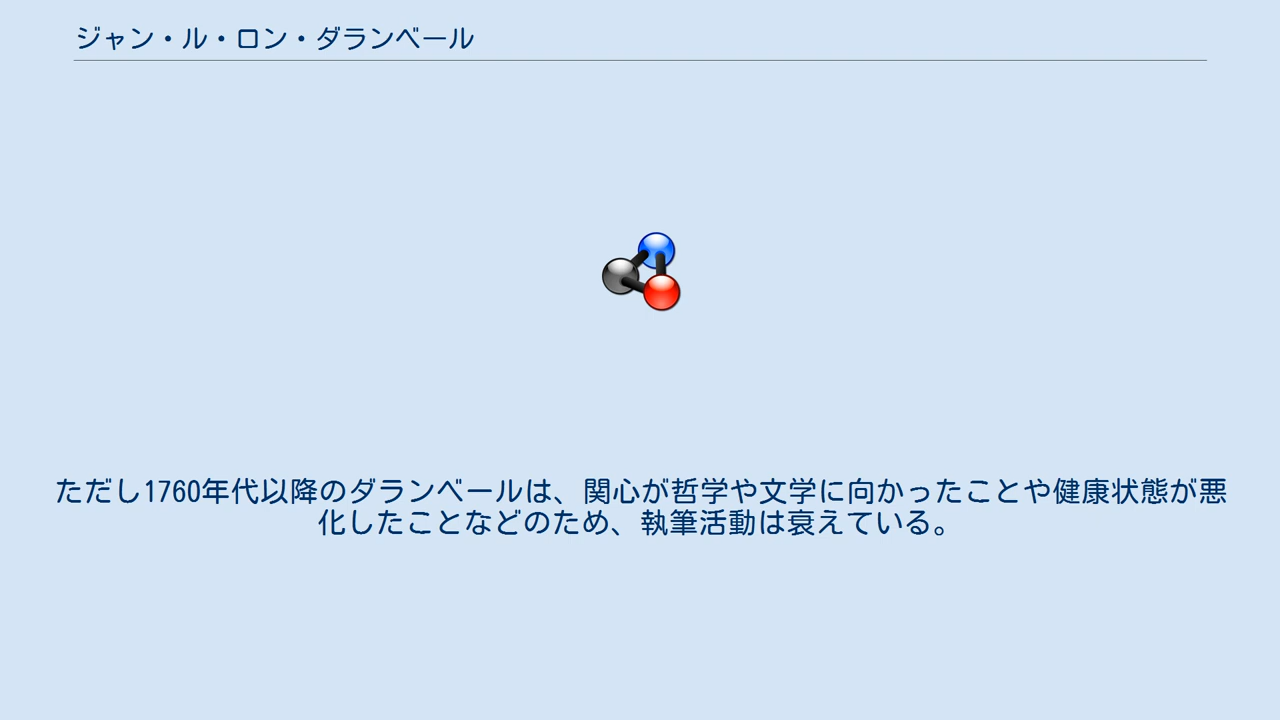 ジャン・ル・ロン・ダランベール
ただし1760年代以降のダランベールは、関心が哲学や文学に向かったことや健康状態が悪
化したことなどのため、執筆活動は衰えている。